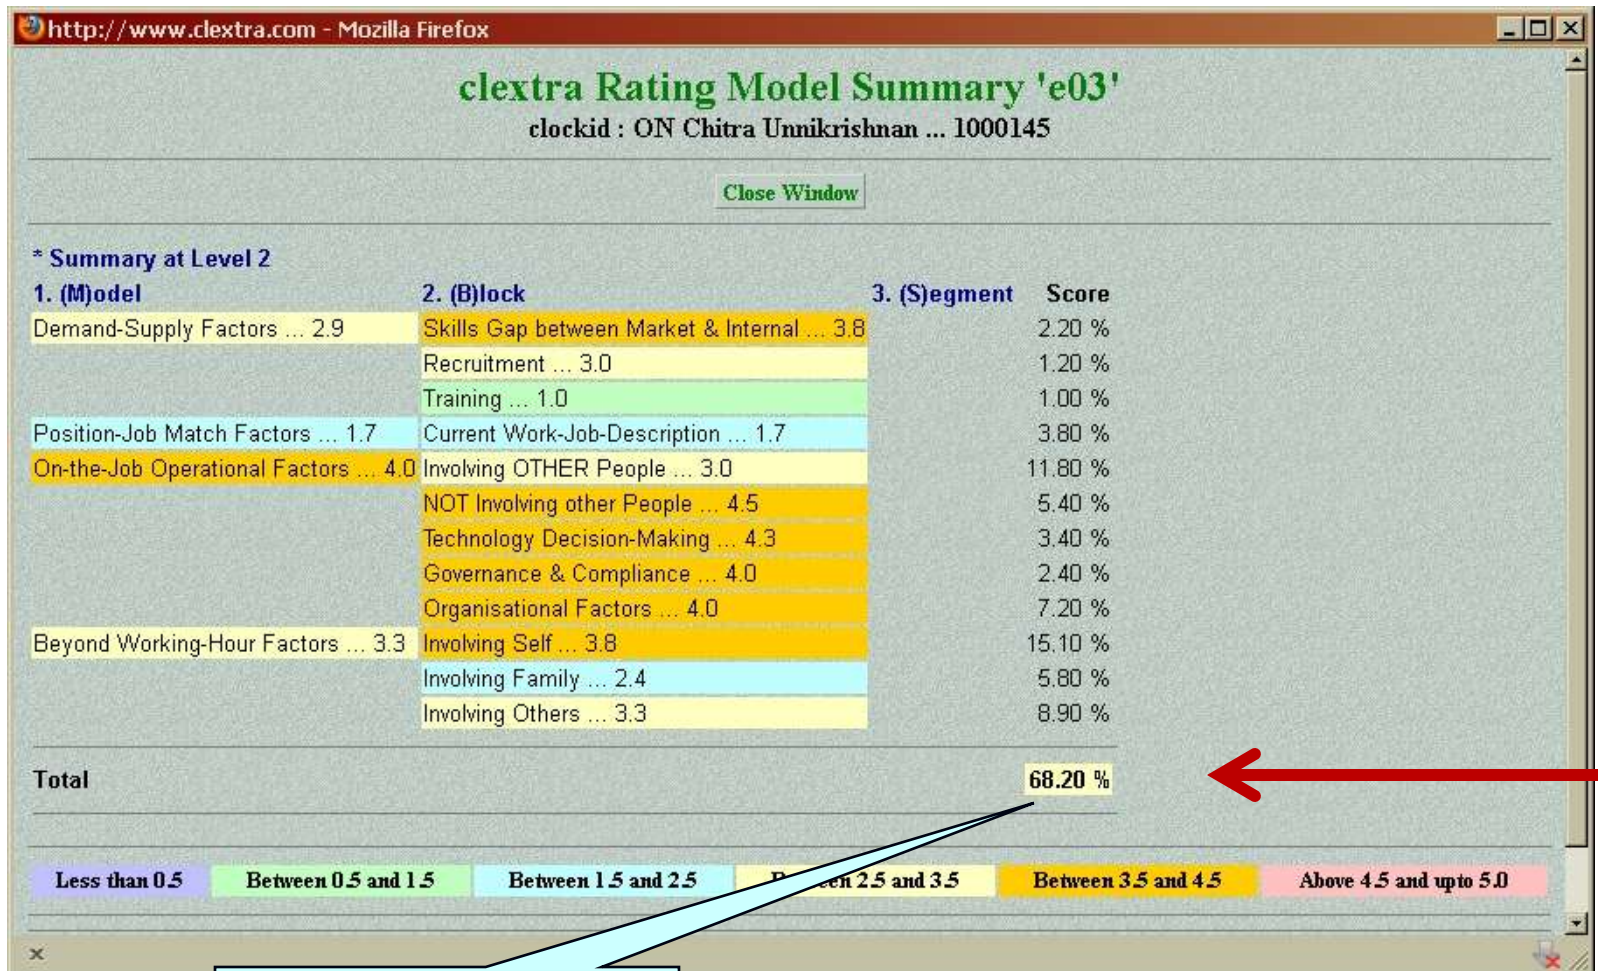 http://www.clextra.com - Mozilla Firefox
clextra Rating Model Summary 'e03'
clockid : ON Chitra Unnikrishnan ... 1000145
Close Window
* Summary at Level 2
1. (M)odel 2. (B)lock 3. (S)egment Score
Demand-Supply Factors ... 2.9 Skills Gap between Market & Internal ... 3.8 2.20 %
Recruitment ... 3.0 1.20 %
Training ... 1.0 1.00 %
Position-Job Match Factors ... 1.7 Current Work-Job-Description ... 1.7 3.80 %
On-the-Job Operational Factors ... 4.0 Involving OTHER People ... 3.0 11.80 %
NOT Involving other People ... 4.5 5.40 %
Technology Decision-Making ... 4.3 3.40 %
Governance & Compliance ... 4.0 2.40 %
Organisational Factors ... 4.0 7.20 %
Beyond Working-Hour Factors ... 3.3 Involving Self ... 3.8 15.10 %
Involving Family ... 2.4 5.80 %
Involving Others ... 3.3 8.90 %
Total 68.20 %
Less than 0.5 Between 0.5 and 1.5 Between 1.5 and 2.5 Between 2.5 and 3.5 Between 3.5 and 4.5 Above 4.5 and upto 5.0